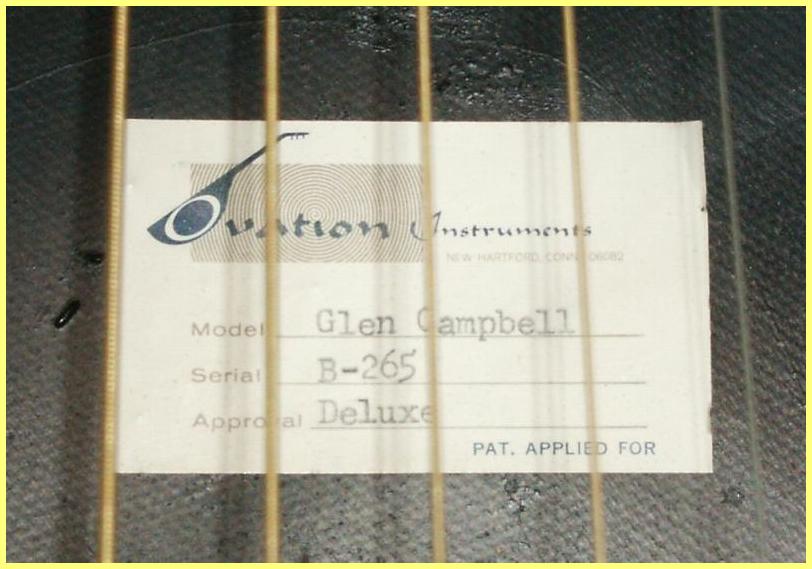 Ovation Instruments
NEW HARTFORD, CONN. 06082
Model Glen Campbell
Serial B-265
Approval Deluxe
PAT. APPLIED FOR